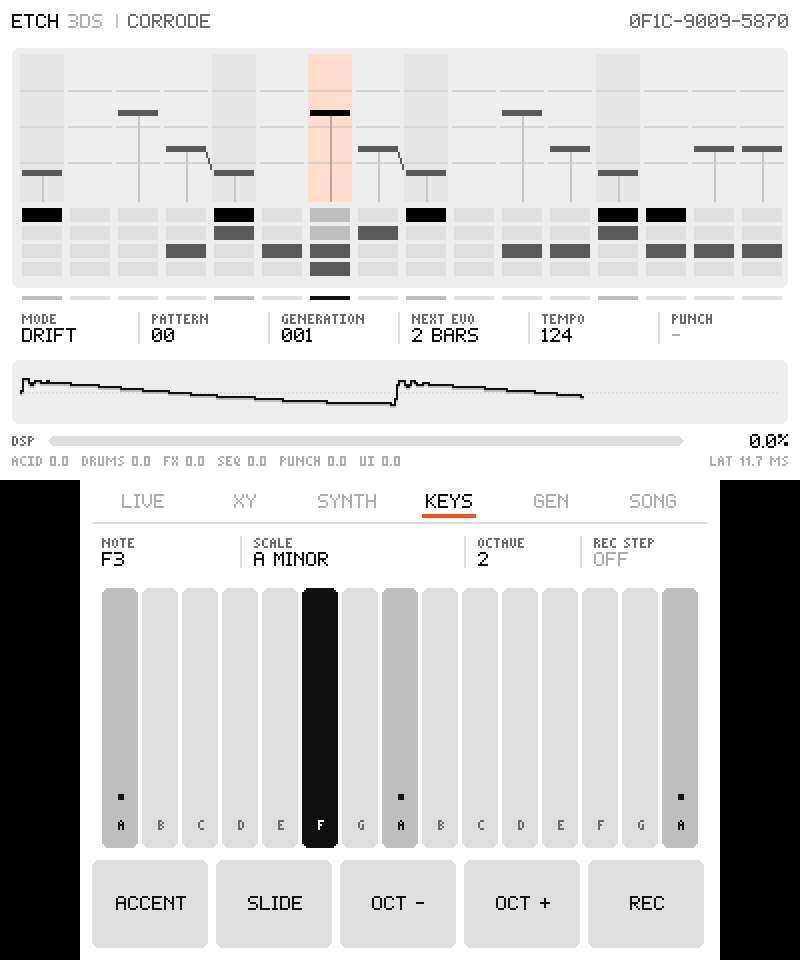 ETCH 3DS | CORRODE 0F1C-9009-5870
MODE PATTERN GENERATION NEXT EVO TEMPO PUNCH
DRIFT 00 001 2 BARS 124 -
DSP 0.0%
ACID 0.0 DRUMS 0.0 FX 0.0 SEQ 0.0 PUNCH 0.0 UI 0.0 LAT 11.7 MS
LIVE XY SYNTH KEYS GEN SONG
NOTE SCALE OCTAVE REC STEP
F3 A MINOR 2 OFF
A B C D E F G A B C D E F G A
ACCENT SLIDE OCT - OCT + REC